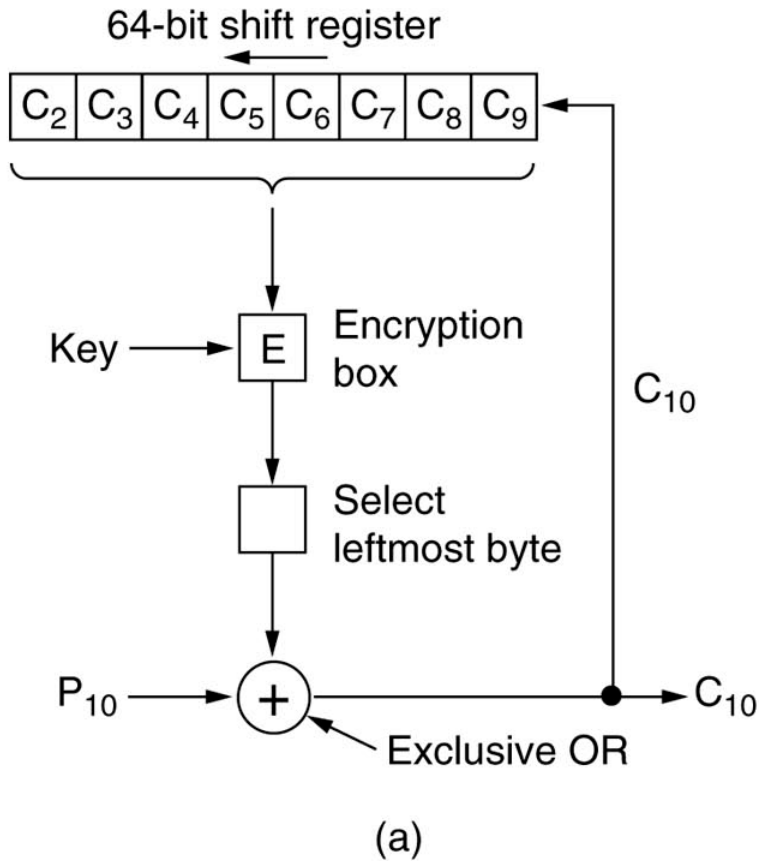 64-bit shift register
C₂ C₃ C₄ C₅ C₆ C₇ C₈ C₉
Key
E
Encryption
box
C₁₀
Select
leftmost byte
P₁₀
+
C₁₀
Exclusive OR
(a)